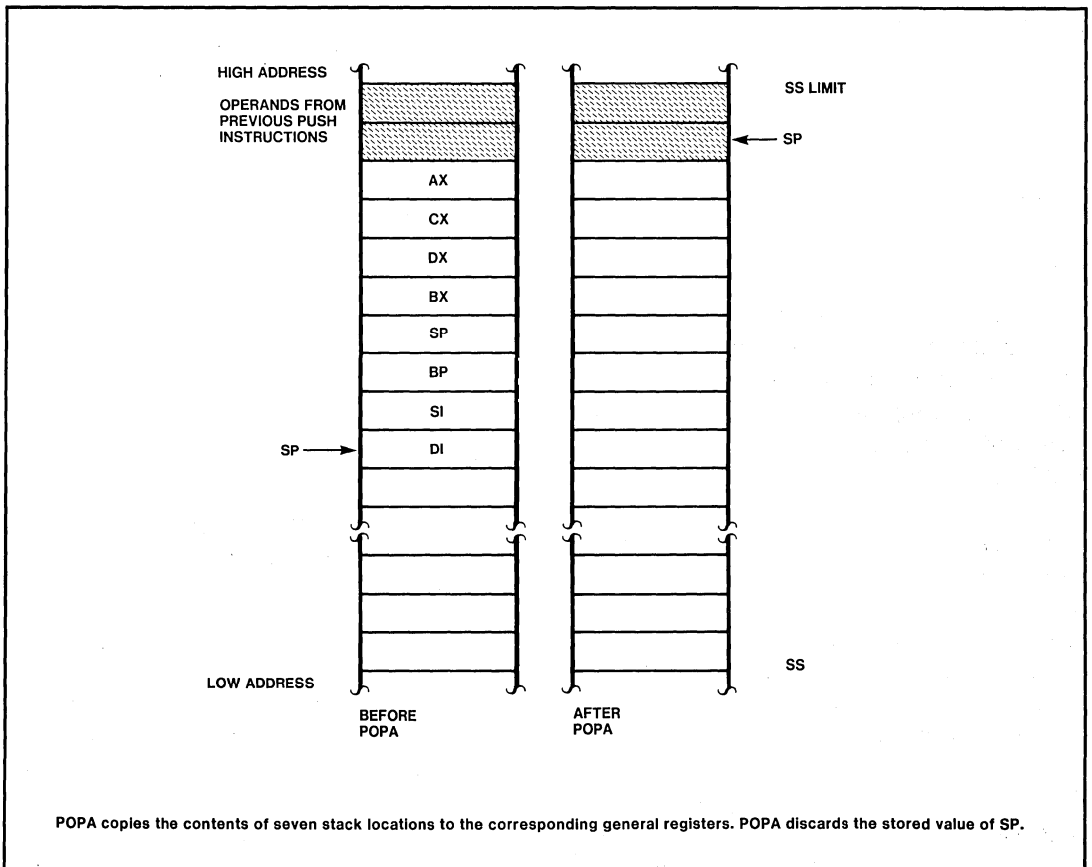 HIGH ADDRESS
SS LIMIT
OPERANDS FROM
PREVIOUS PUSH
INSTRUCTIONS
SP
AX
CX
DX
BX
SP
BP
SI
SP
DI
SS
LOW ADDRESS
BEFORE
POPA
AFTER
POPA
POPA copies the contents of seven stack locations to the corresponding general registers. POPA discards the stored value of SP.